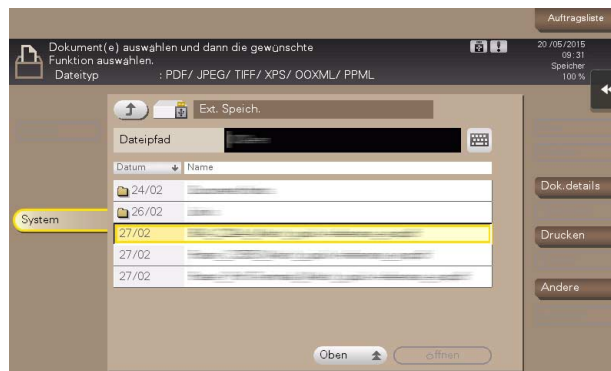 Auftragsliste
Dokument(e) auswählen und dann die gewünschte
Funktion auswählen.
Dateityp : PDF/ JPEG/ TIFF/ XPS/ OOXML/ PPML
20 /05/2015
09:31
Speicher
100 %
Ext. Speich.
Dateipfad
Datum Name
24/02
26/02
27/02
27/02
27/02
System
Dok.details
Drucken
Andere
Oben öffnen